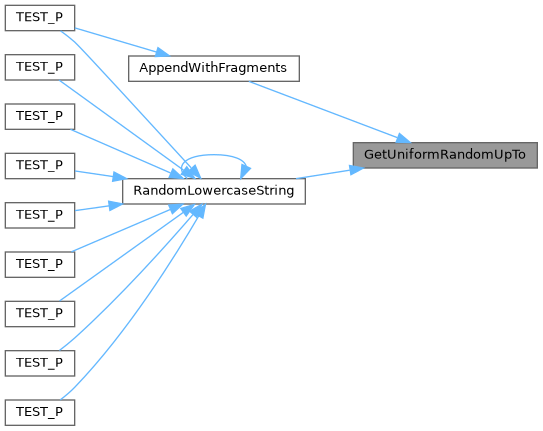 TEST_P
TEST_P
TEST_P
TEST_P
TEST_P
TEST_P
TEST_P
TEST_P
TEST_P
AppendWithFragments
RandomLowercaseString
GetUniformRandomUpTo